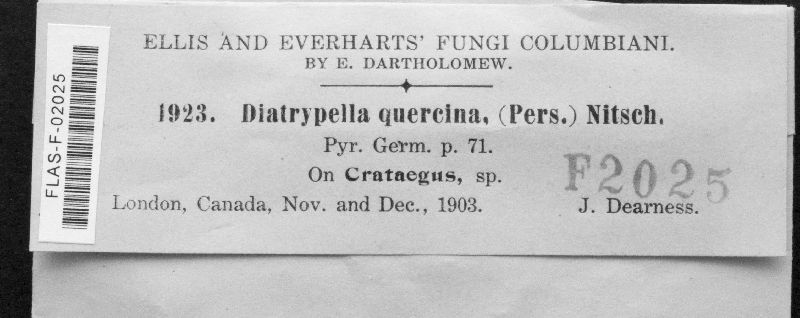 ELLIS AND EVERHARTS' FUNGI COLUMBIANI.
BY E. DARTHOLOMEW.
1923. Diatrypella quercina, (Pers.) Nitsch.
Pyr. Germ. p. 71.
On Crataegus, sp.
London, Canada, Nov. and Dec., 1903. J. Dearness.
F2025
FLAS-F-02025